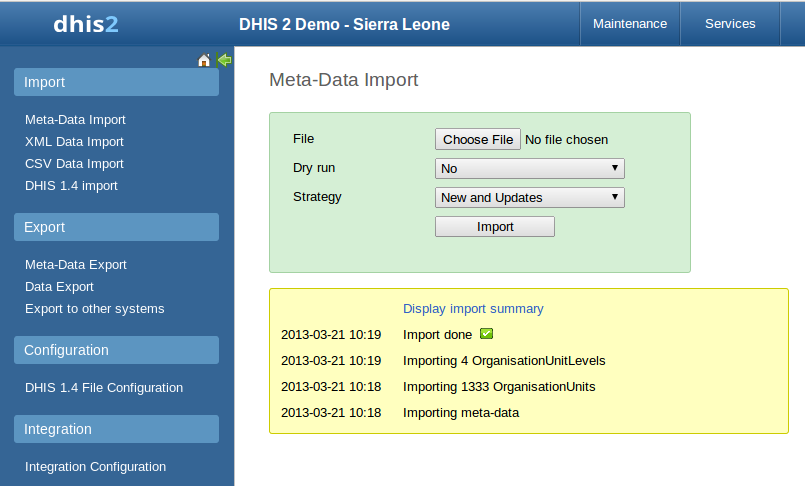 dhis2
DHIS 2 Demo - Sierra Leone
Maintenance
Services
Import
Meta-Data Import
XML Data Import
CSV Data Import
DHIS 1.4 import
Export
Meta-Data Export
Data Export
Export to other systems
Configuration
DHIS 1.4 File Configuration
Integration
Integration Configuration
Meta-Data Import
File Choose File No file chosen
Dry run No
Strategy New and Updates
Import
Display import summary
2013-03-21 10:19 Import done
2013-03-21 10:19 Importing 4 OrganisationUnitLevels
2013-03-21 10:18 Importing 1333 OrganisationUnits
2013-03-21 10:18 Importing meta-data